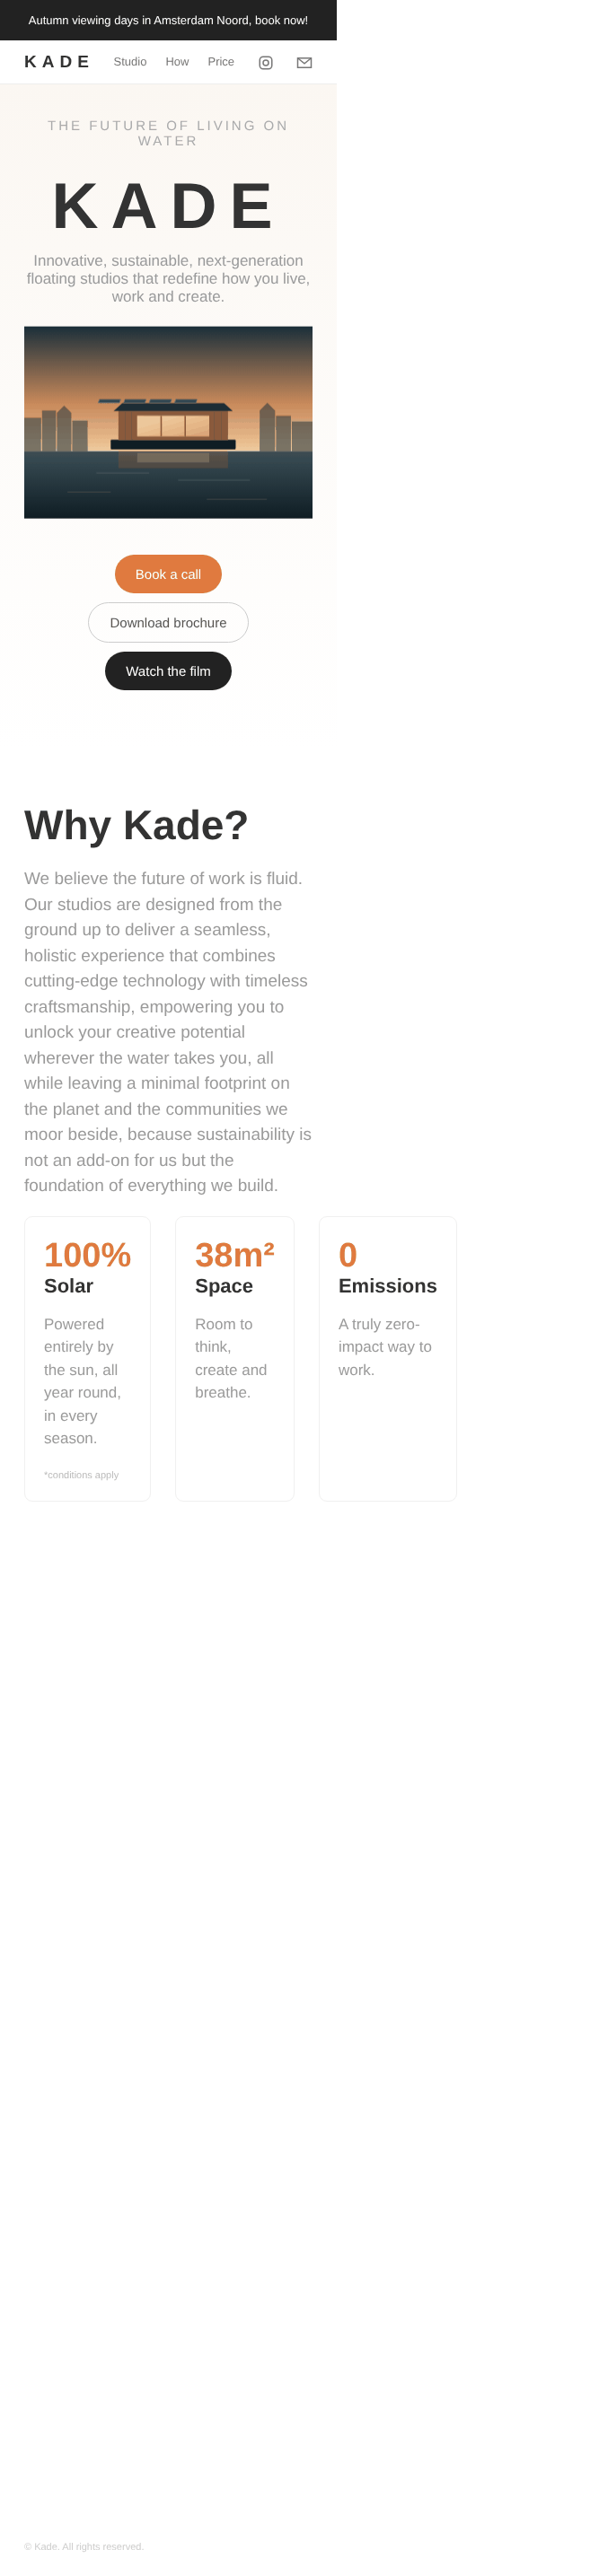 Autumn viewing days in Amsterdam Noord, book now!
KADE Studio How Price
THE FUTURE OF LIVING ON
WATER
KADE
Innovative, sustainable, next-generation
floating studios that redefine how you live,
work and create.
Book a call
Download brochure
Watch the film
Why Kade?
We believe the future of work is fluid.
Our studios are designed from the
ground up to deliver a seamless,
holistic experience that combines
cutting-edge technology with timeless
craftsmanship, empowering you to
unlock your creative potential
wherever the water takes you, all
while leaving a minimal footprint on
the planet and the communities we
moor beside, because sustainability is
not an add-on for us but the
foundation of everything we build.
100%
Solar
Powered
entirely by
the sun, all
year round,
in every
season.
*conditions apply
38m²
Space
Room to
think,
create and
breathe.
0
Emissions
A truly zero-
impact way to
work.
© Kade. All rights reserved.